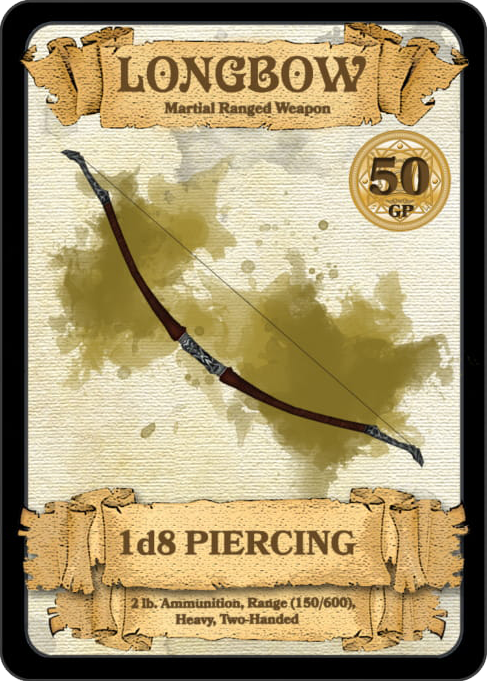 LONGBOW
Martial Ranged Weapon
50
GP
1d8 PIERCING
2 lb. Ammunition, Range (150/600),
Heavy, Two-Handed